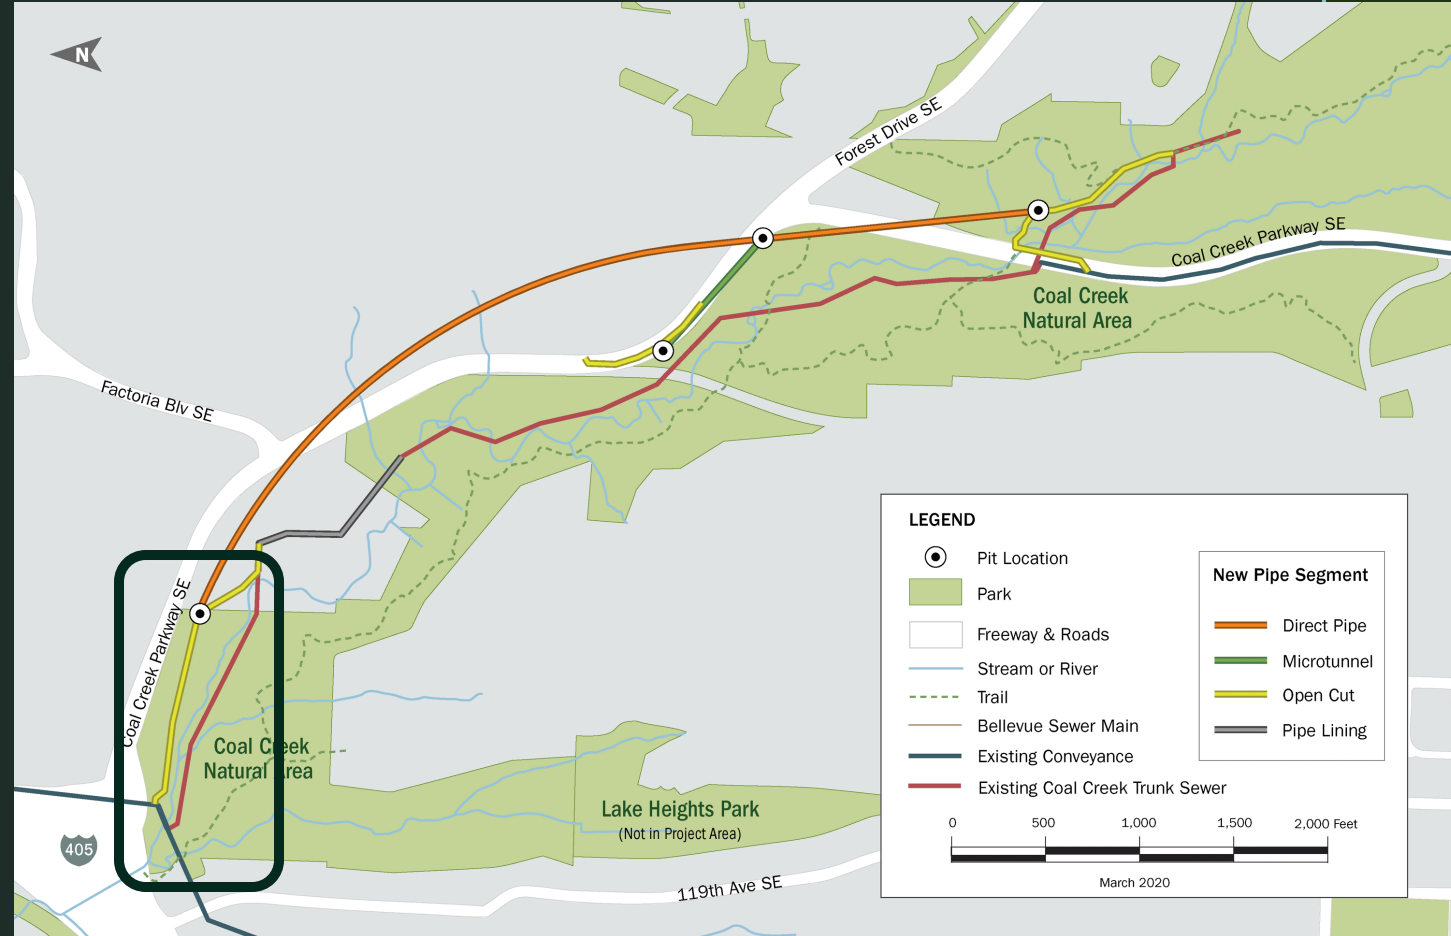 N
Forest Drive SE
Coal Creek Parkway SE
Coal Creek
Natural Area
Factoria Blv SE
Coal Creek Parkway SE
Coal Creek
Natural Area
Lake Heights Park
(Not in Project Area)
405
119th Ave SE
LEGEND
Pit Location
Park
Freeway & Roads
Stream or River
Trail
Bellevue Sewer Main
Existing Conveyance
Existing Coal Creek Trunk Sewer
New Pipe Segment
Direct Pipe
Microtunnel
Open Cut
Pipe Lining
0 500 1,000 1,500 2,000 Feet
March 2020